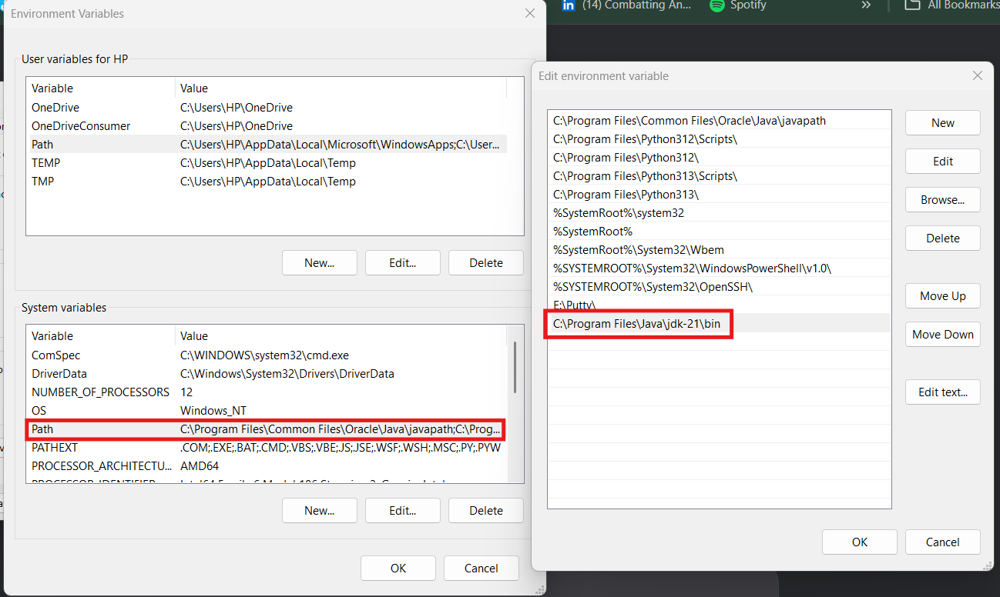 Environment Variables
(14) Combatting An...
Spotify
»
All Bookmarks
User variables for HP
Variable Value
OneDrive C:\Users\HP\OneDrive
OneDriveConsumer C:\Users\HP\OneDrive
Path C:\Users\HP\AppData\Local\Microsoft\WindowsApps;C:\User...
TEMP C:\Users\HP\AppData\Local\Temp
TMP C:\Users\HP\AppData\Local\Temp
New...
Edit...
Delete
System variables
Variable Value
ComSpec C:\WINDOWS\system32\cmd.exe
DriverData C:\Windows\System32\Drivers\DriverData
NUMBER_OF_PROCESSORS 12
OS Windows_NT
Path C:\Program Files\Common Files\Oracle\Java\javapath;C:\Prog...
PATHEXT .COM;.EXE;.BAT;.CMD;.VBS;.VBE;.JS;.JSE;.WSF;.WSH;.MSC;.PY;.PYW
PROCESSOR_ARCHITECTU... AMD64
PROCESSOR_IDENTIFIER
New...
Edit...
Delete
OK
Cancel
Edit environment variable
C:\Program Files\Common Files\Oracle\Java\javapath
C:\Program Files\Python312\Scripts\
C:\Program Files\Python312\
C:\Program Files\Python313\Scripts\
C:\Program Files\Python313\
%SystemRoot%\system32
%SystemRoot%
%SystemRoot%\System32\Wbem
%SYSTEMROOT%\System32\WindowsPowerShell\v1.0\
%SYSTEMROOT%\System32\OpenSSH\
E:\Putty\
C:\Program Files\Java\jdk-21\bin
New
Edit
Browse...
Delete
Move Up
Move Down
Edit text...
OK
Cancel